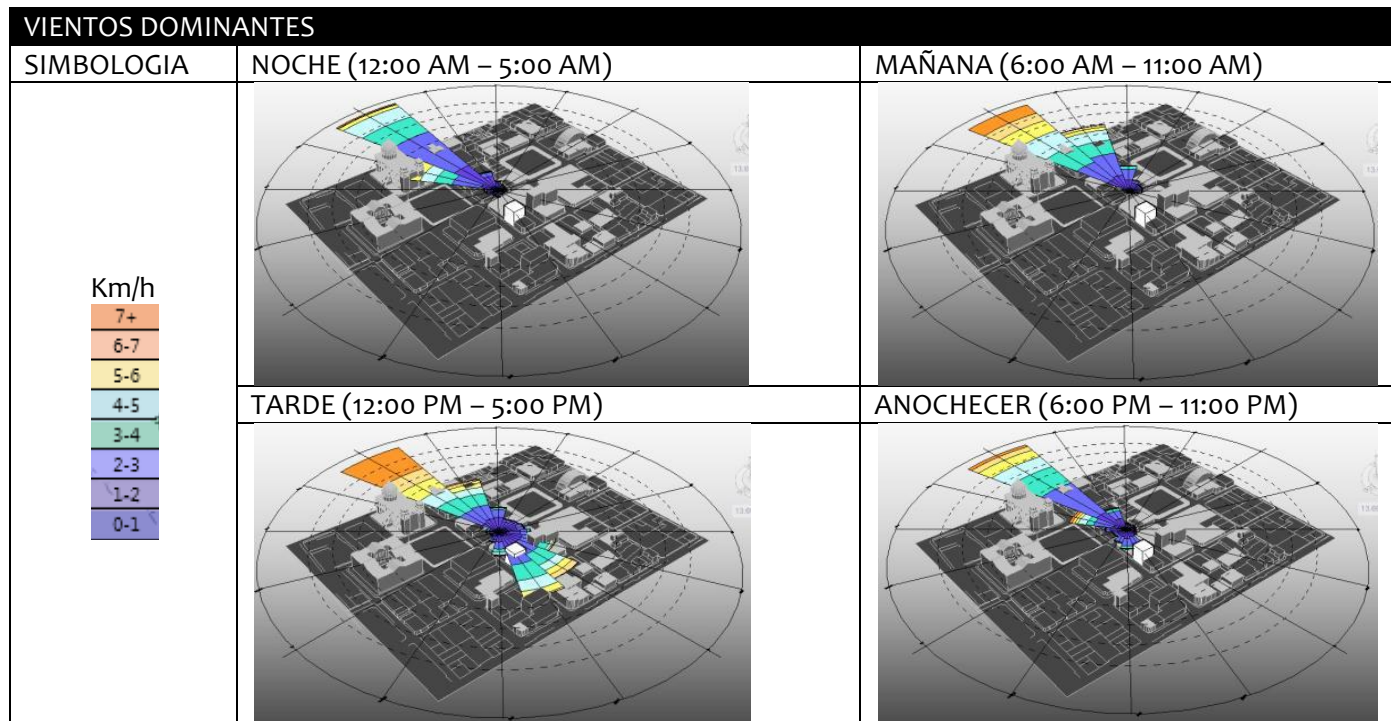 VIENTOS DOMINANTES
SIMBOLOGIA
NOCHE (12:00 AM – 5:00 AM)
MAÑANA (6:00 AM – 11:00 AM)
Km/h
7+
6-7
5-6
4-5
3-4
2-3
1-2
0-1
TARDE (12:00 PM – 5:00 PM)
ANOCHECER (6:00 PM – 11:00 PM)